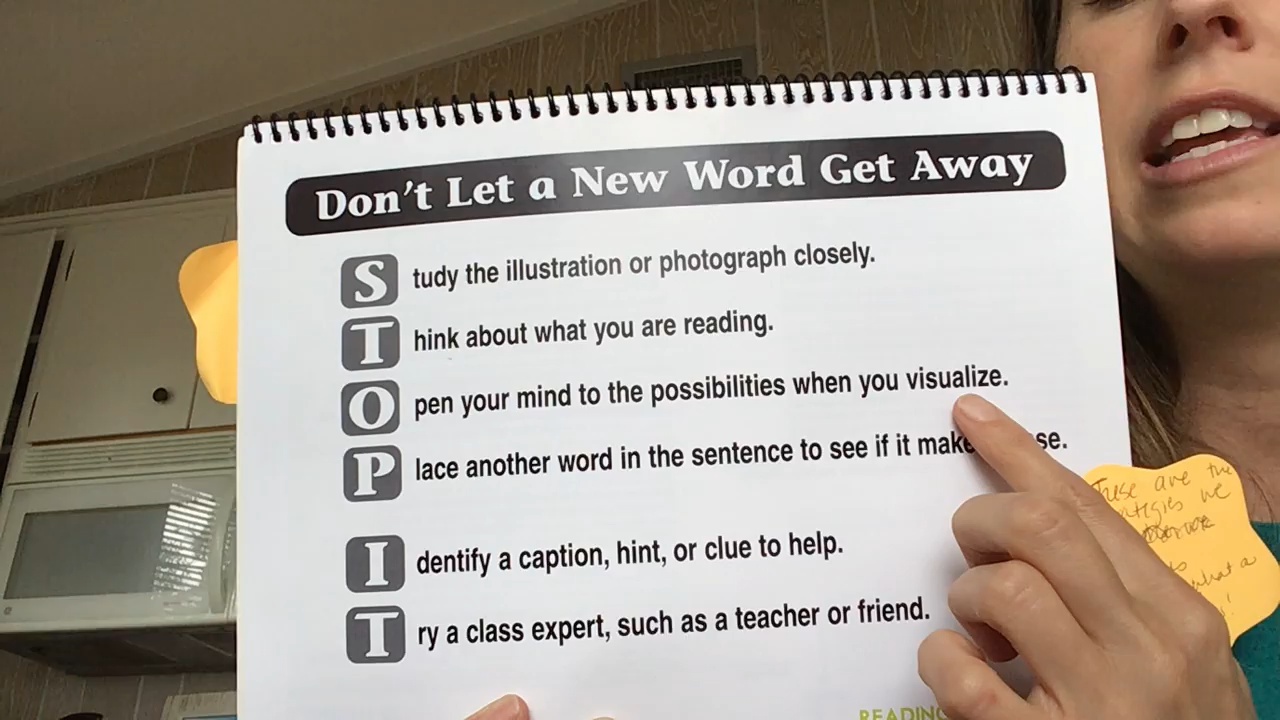 Don't Let a New Word Get Away
Study the illustration or photograph closely.
Think about what you are reading.
Open your mind to the possibilities when you visualize.
Place another word in the sentence to see if it
Identify a caption, hint, or clue to help.
Try a class expert, such as a teacher or friend.
These are the
we
what a
READING